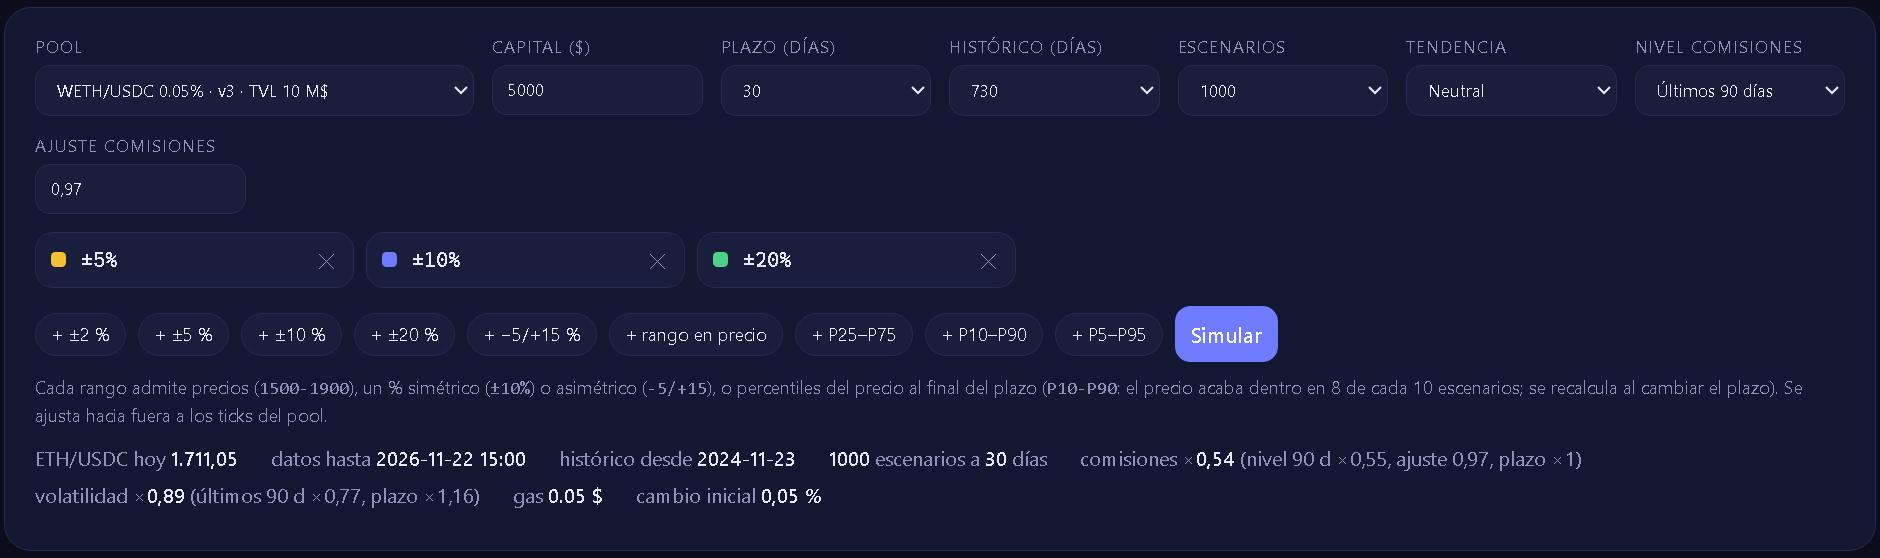 POOL CAPITAL ($) PLAZO (DÍAS) HISTÓRICO (DÍAS) ESCENARIOS TENDENCIA NIVEL COMISIONES
WETH/USDC 0.05% · v3 · TVL 10 M$ 5000 30 730 1000 Neutral Últimos 90 días
AJUSTE COMISIONES
0,97
±5% ±10% ±20%
+ ±2 % + ±5 % + ±10 % + ±20 % + −5/+15 % + rango en precio + P25–P75 + P10–P90 + P5–P95 Simular
Cada rango admite precios (1500-1900), un % simétrico (±10%) o asimétrico (-5/+15), o percentiles del precio al final del plazo (P10-P90: el precio acaba dentro en 8 de cada 10 escenarios; se recalcula al cambiar el plazo). Se
ajusta hacia fuera a los ticks del pool.
ETH/USDC hoy 1.711,05 datos hasta 2026-11-22 15:00 histórico desde 2024-11-23 1000 escenarios a 30 días comisiones ×0,54 (nivel 90 d ×0,55, ajuste 0,97, plazo ×1)
volatilidad ×0,89 (últimos 90 d ×0,77, plazo ×1,16) gas 0.05 $ cambio inicial 0,05 %